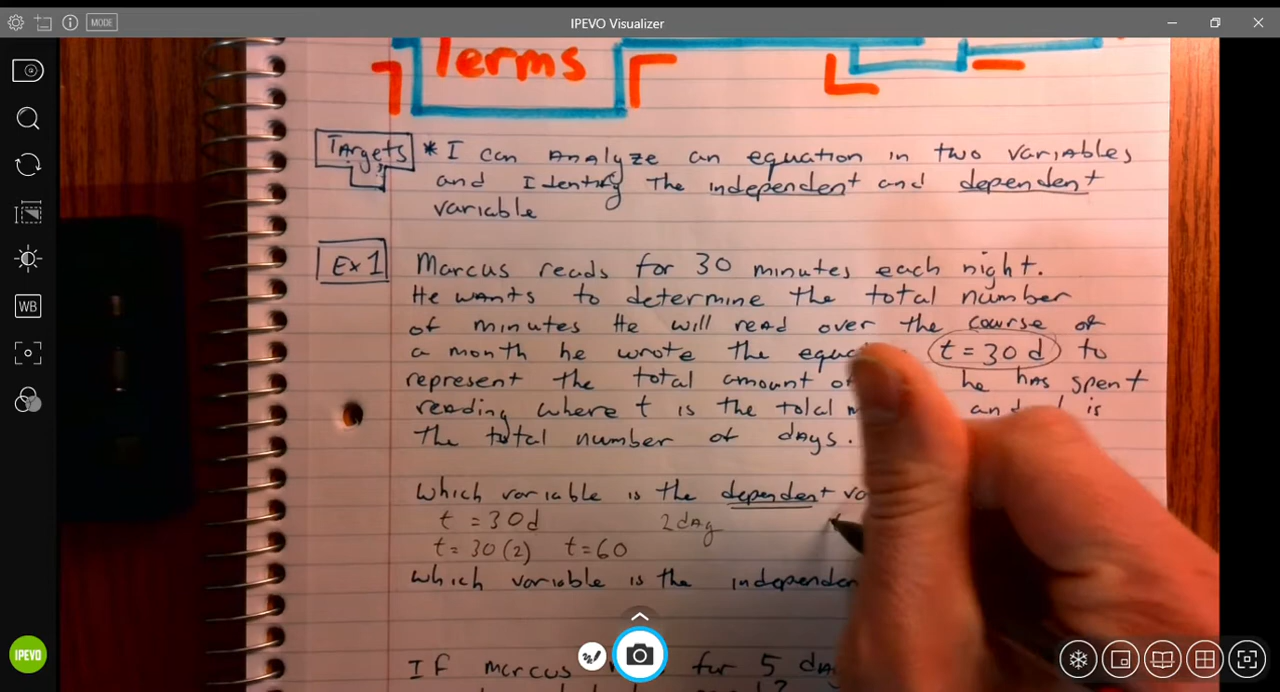 MODE
IPEVO Visualizer
Terms
WB
Targets * I can analyze an equation in two variables
and Identify The independent and dependent
variable
Ex 1 Marcus reads for 30 minutes each night.
He wants to determine the total number
of minutes He will read over the course of
a month he wrote the t = 30 d to
represent the total amount he has spent
reading where t is the total and is
The total number of days.
Which variable is the dependent
t = 30d 2 day
t = 30 (2) t = 60
which variable is the
If marcus for 5
IPEVO